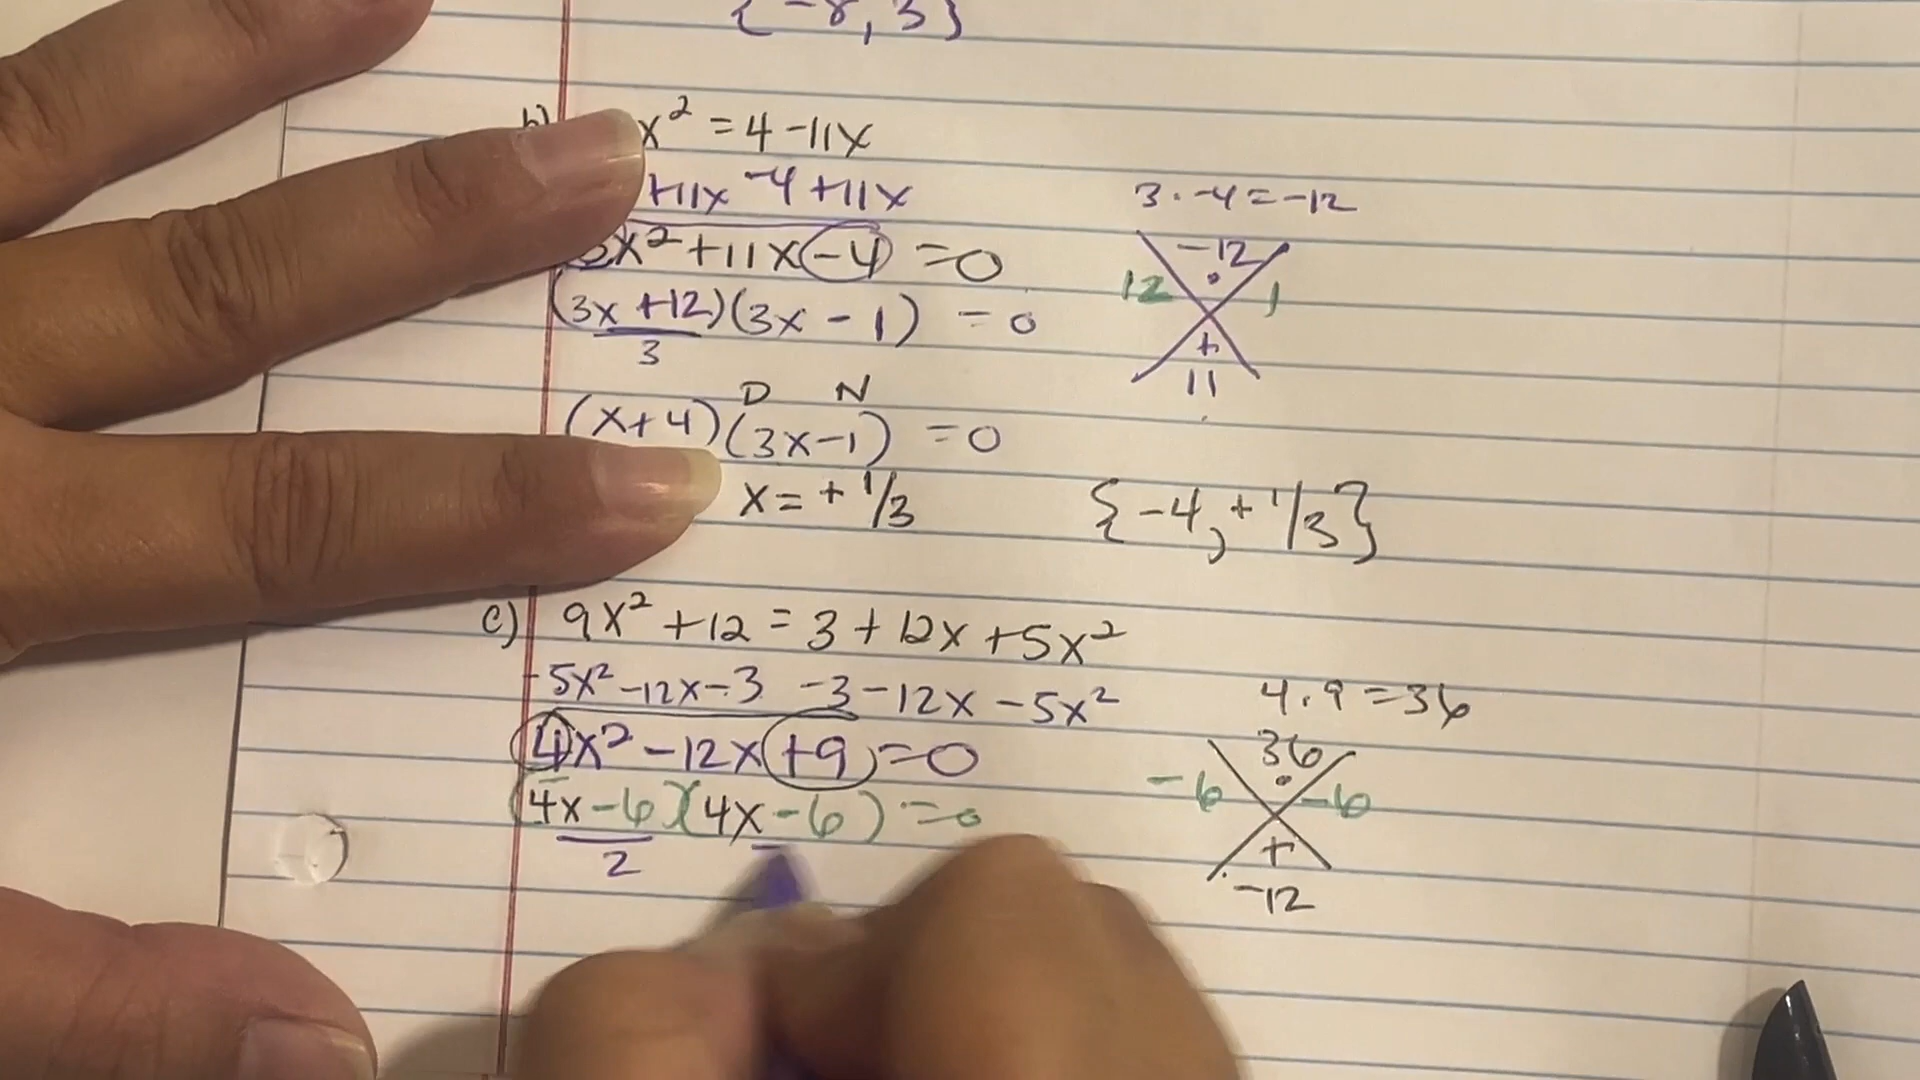 {-8, 3}
b) x² = 4 - 11x
+11x -4 +11x
3x² + 11x - 4 = 0
(3x + 12)(3x - 1) = 0
3
D N
(x + 4)(3x - 1) = 0
x = + 1/3
{-4, + 1/3}
3 · -4 = -12
-12
12 · 1
+
11
c) 9x² + 12 = 3 + 12x + 5x²
-5x² - 12x - 3 -3 - 12x - 5x²
4x² - 12x + 9 = 0
(4x - 6)(4x - 6) = 0
2
4 · 9 = 36
36
-6 · -6
+
-12